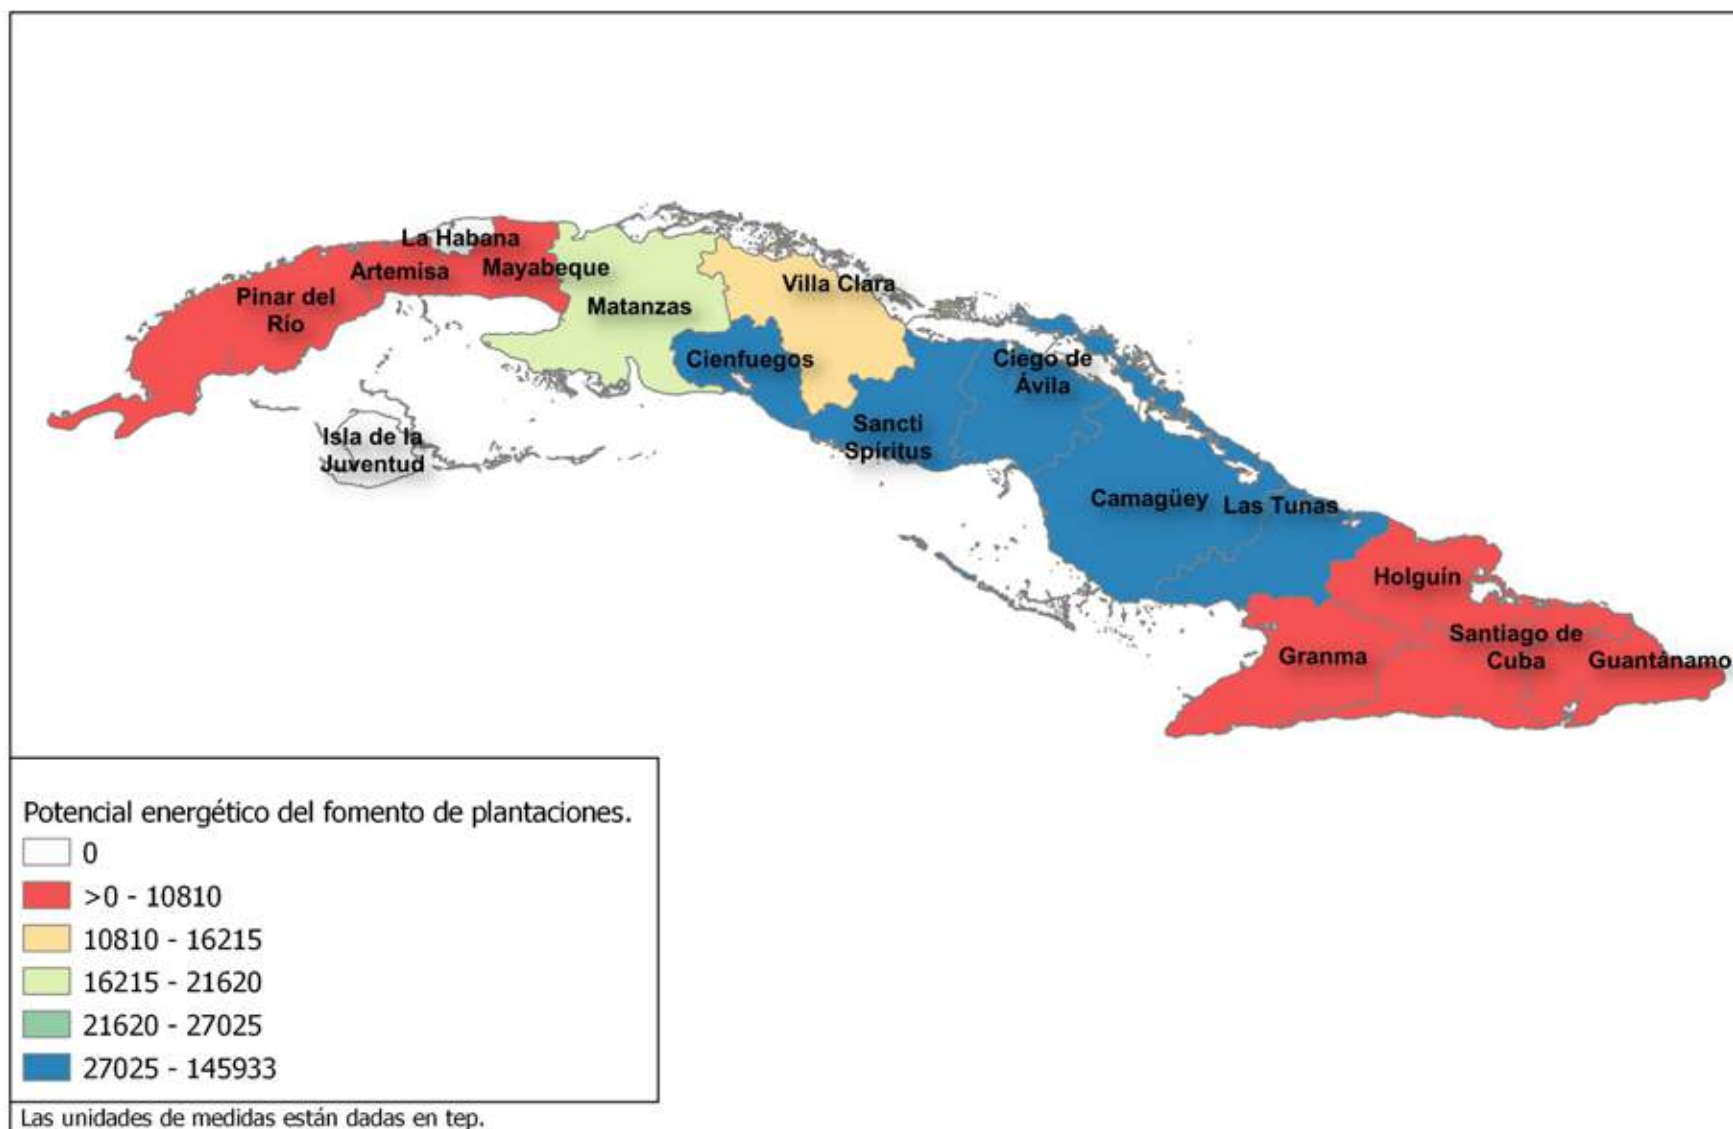 La Habana
Artemisa
Mayabeque
Pinar del
Río
Matanzas
Villa Clara
Cienfuegos
Ciego de
Ávila
Sancti
Spíritus
Isla de la
Juventud
Camagüey
Las Tunas
Holguín
Santiago de
Cuba
Granma
Guantánamo
Potencial energético del fomento de plantaciones.
0
>0 - 10810
10810 - 16215
16215 - 21620
21620 - 27025
27025 - 145933
Las unidades de medidas están dadas en tep.